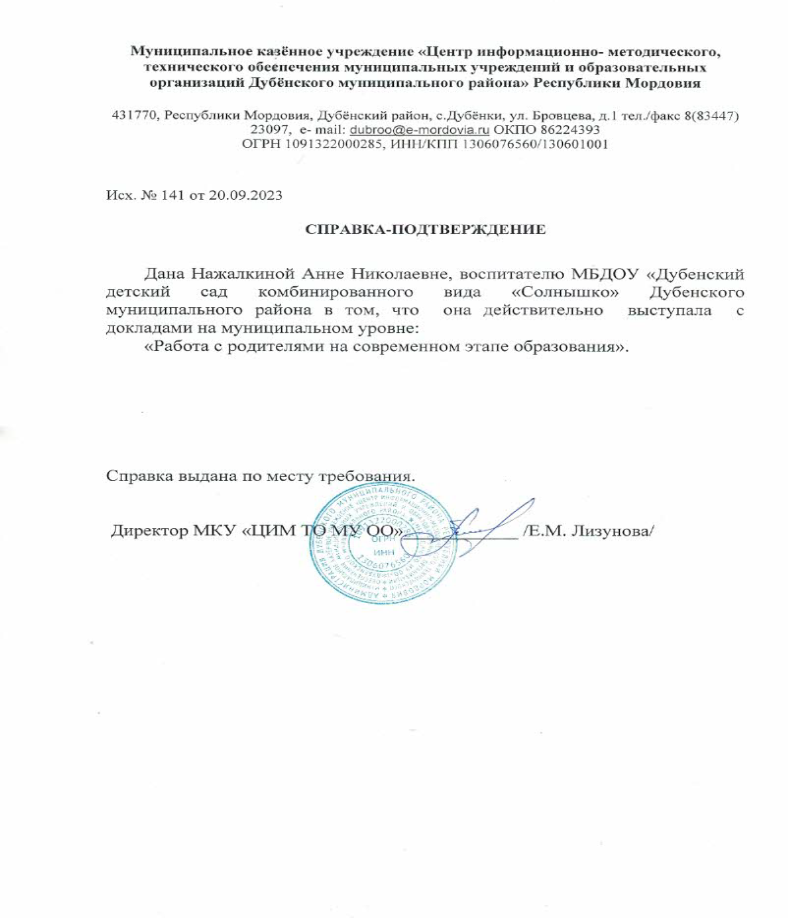 Муниципальное казённое учреждение «Центр информационно- методического,
технического обсепечения муниципальных учреждений и образовательных
организаций Дубёнского муниципального района» Республики Мордовия
431770, Республики Мордовия, Дубёнский район, с.Дубёнки, ул. Бровцева, д.1 тел./факс 8(83447)
23097, e- mail: dubroo@e-mordovia.ru ОКПО 86224393
ОГРН 1091322000285, ИНН/КПП 1306076560/130601001
Исх. № 141 от 20.09.2023
СПРАВКА-ПОДТВЕРЖДЕНИЕ
Дана Нажалкиной Анне Николаевне, воспитателю МБДОУ «Дубенский
детский сад комбинированного вида «Солнышко» Дубенского
муниципального района в том, что она действительно выступала с
докладами на муниципальном уровне:
«Работа с родителями на современном этапе образования».
Справка выдана по месту требования.
Директор МКУ «ЦИМ ТО МУ ОО» /Е.М. Лизунова/
ОГРН
ИНН